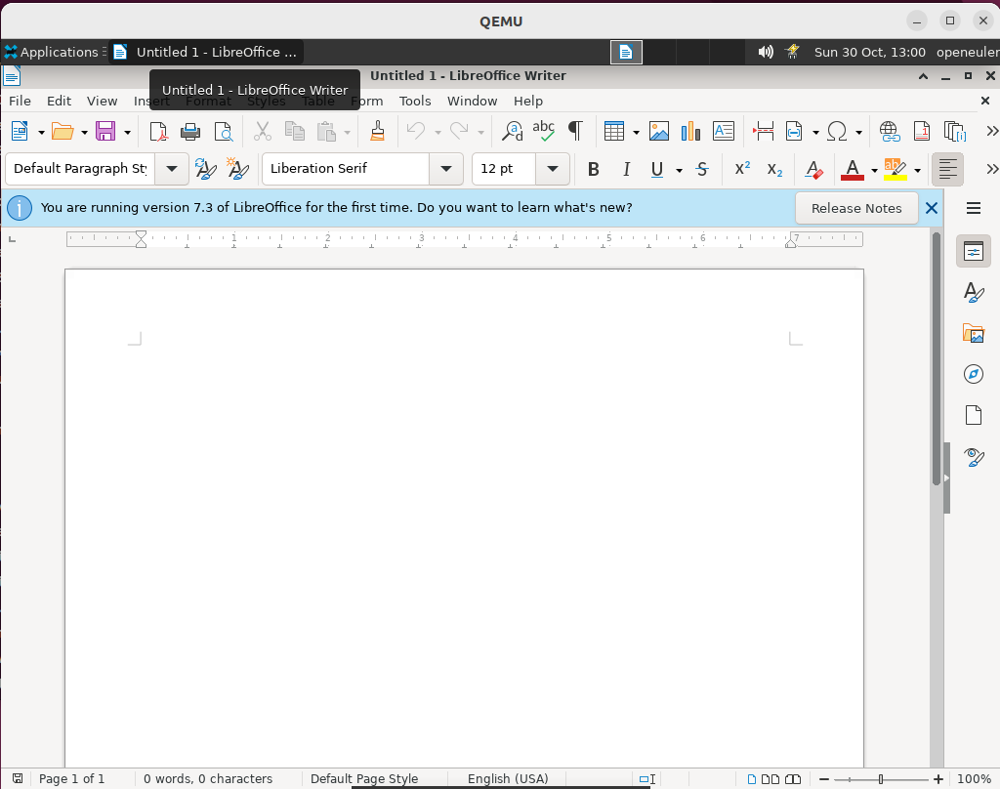 QEMU
Applications
Untitled 1 - LibreOffice ...
Sun 30 Oct, 13:00
openeuler
Untitled 1 - LibreOffice Writer
Untitled 1 - LibreOffice Writer
File Edit View Insert Format Styles Table Form Tools Window Help
abc
Default Paragraph Sty
Liberation Serif
12 pt
B I U S X² X₂ A A ab
You are running version 7.3 of LibreOffice for the first time. Do you want to learn what's new?
Release Notes
1 2 3 4 5 6 7
Page 1 of 1
0 words, 0 characters
Default Page Style
English (USA)
100%